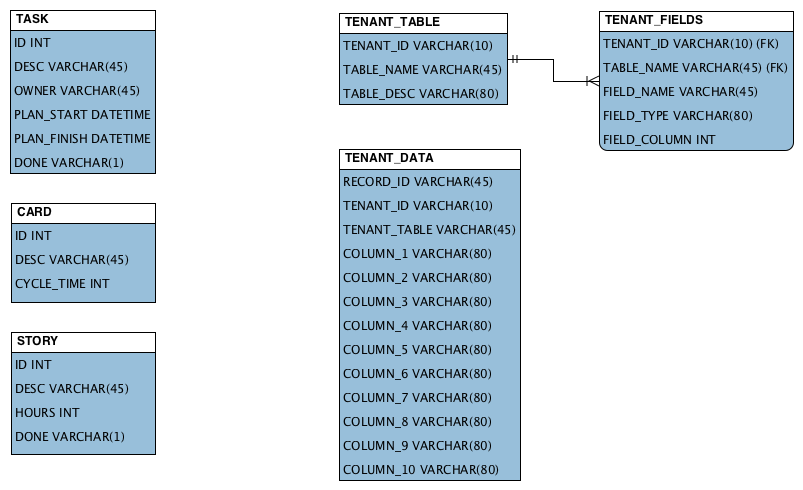 TASK
ID INT
DESC VARCHAR(45)
OWNER VARCHAR(45)
PLAN_START DATETIME
PLAN_FINISH DATETIME
DONE VARCHAR(1)
CARD
ID INT
DESC VARCHAR(45)
CYCLE_TIME INT
STORY
ID INT
DESC VARCHAR(45)
HOURS INT
DONE VARCHAR(1)
TENANT_TABLE
TENANT_ID VARCHAR(10)
TABLE_NAME VARCHAR(45)
TABLE_DESC VARCHAR(80)
TENANT_DATA
RECORD_ID VARCHAR(45)
TENANT_ID VARCHAR(10)
TENANT_TABLE VARCHAR(45)
COLUMN_1 VARCHAR(80)
COLUMN_2 VARCHAR(80)
COLUMN_3 VARCHAR(80)
COLUMN_4 VARCHAR(80)
COLUMN_5 VARCHAR(80)
COLUMN_6 VARCHAR(80)
COLUMN_7 VARCHAR(80)
COLUMN_8 VARCHAR(80)
COLUMN_9 VARCHAR(80)
COLUMN_10 VARCHAR(80)
TENANT_FIELDS
TENANT_ID VARCHAR(10) (FK)
TABLE_NAME VARCHAR(45) (FK)
FIELD_NAME VARCHAR(45)
FIELD_TYPE VARCHAR(80)
FIELD_COLUMN INT